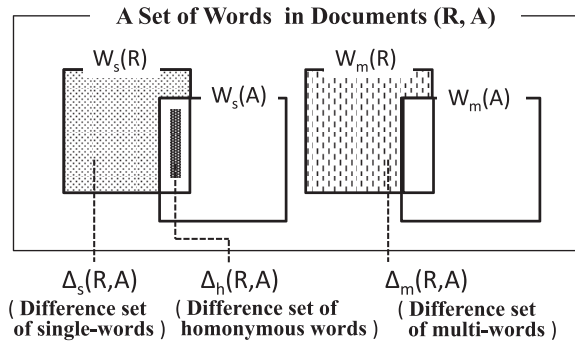 A Set of Words in Documents (R, A)
Ws(R) Wm(R)
Ws(A) Wm(A)
Δs(R,A) Δh(R,A) Δm(R,A)
( Difference set ( Difference set of ( Difference set
of single-words ) homonymous words ) of multi-words )